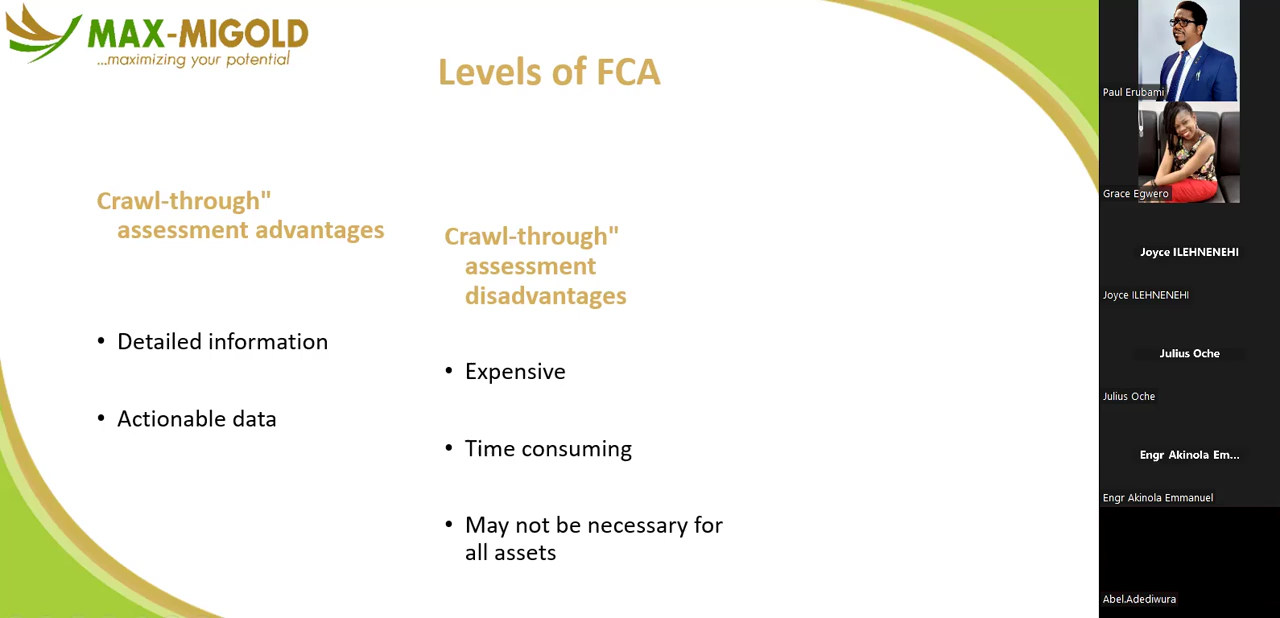 MAX-MIGOLD
...maximizing your potential
Levels of FCA
Crawl-through"
assessment advantages
• Detailed information
• Actionable data
Crawl-through"
assessment
disadvantages
• Expensive
• Time consuming
• May not be necessary for
all assets
Paul Erubami
Grace Egwero
Joyce ILEHNENEHI
Joyce ILEHNENEHI
Julius Oche
Julius Oche
Engr Akinola Em...
Engr Akinola Emmanuel
Abel.Adediwura